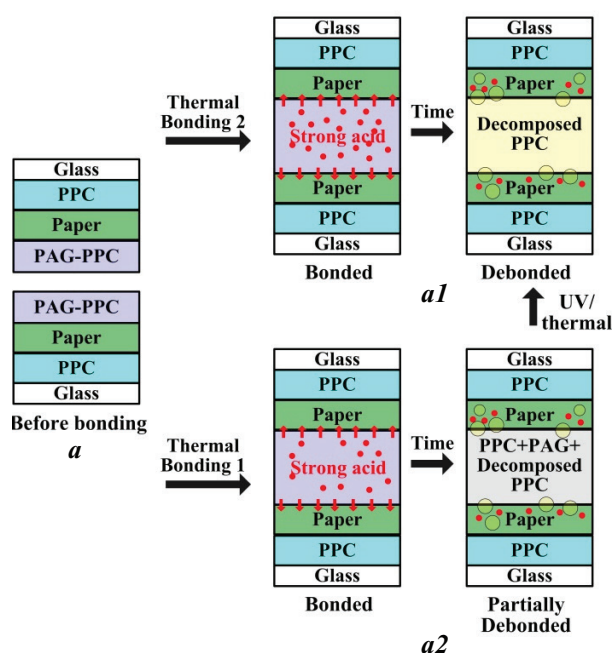 Glass
PPC
Paper
PAG-PPC
PAG-PPC
Paper
PPC
Glass
Before bonding
a
Thermal
Bonding 2
Glass
PPC
Paper
Strong acid
Paper
PPC
Glass
Bonded
Time
Glass
PPC
Paper
Decomposed
PPC
Paper
PPC
Glass
Debonded
a1
UV/
thermal
Thermal
Bonding 1
Glass
PPC
Paper
Strong acid
Paper
PPC
Glass
Bonded
Time
Glass
PPC
Paper
PPC+PAG+
Decomposed
PPC
Paper
PPC
Glass
Partially
Debonded
a2